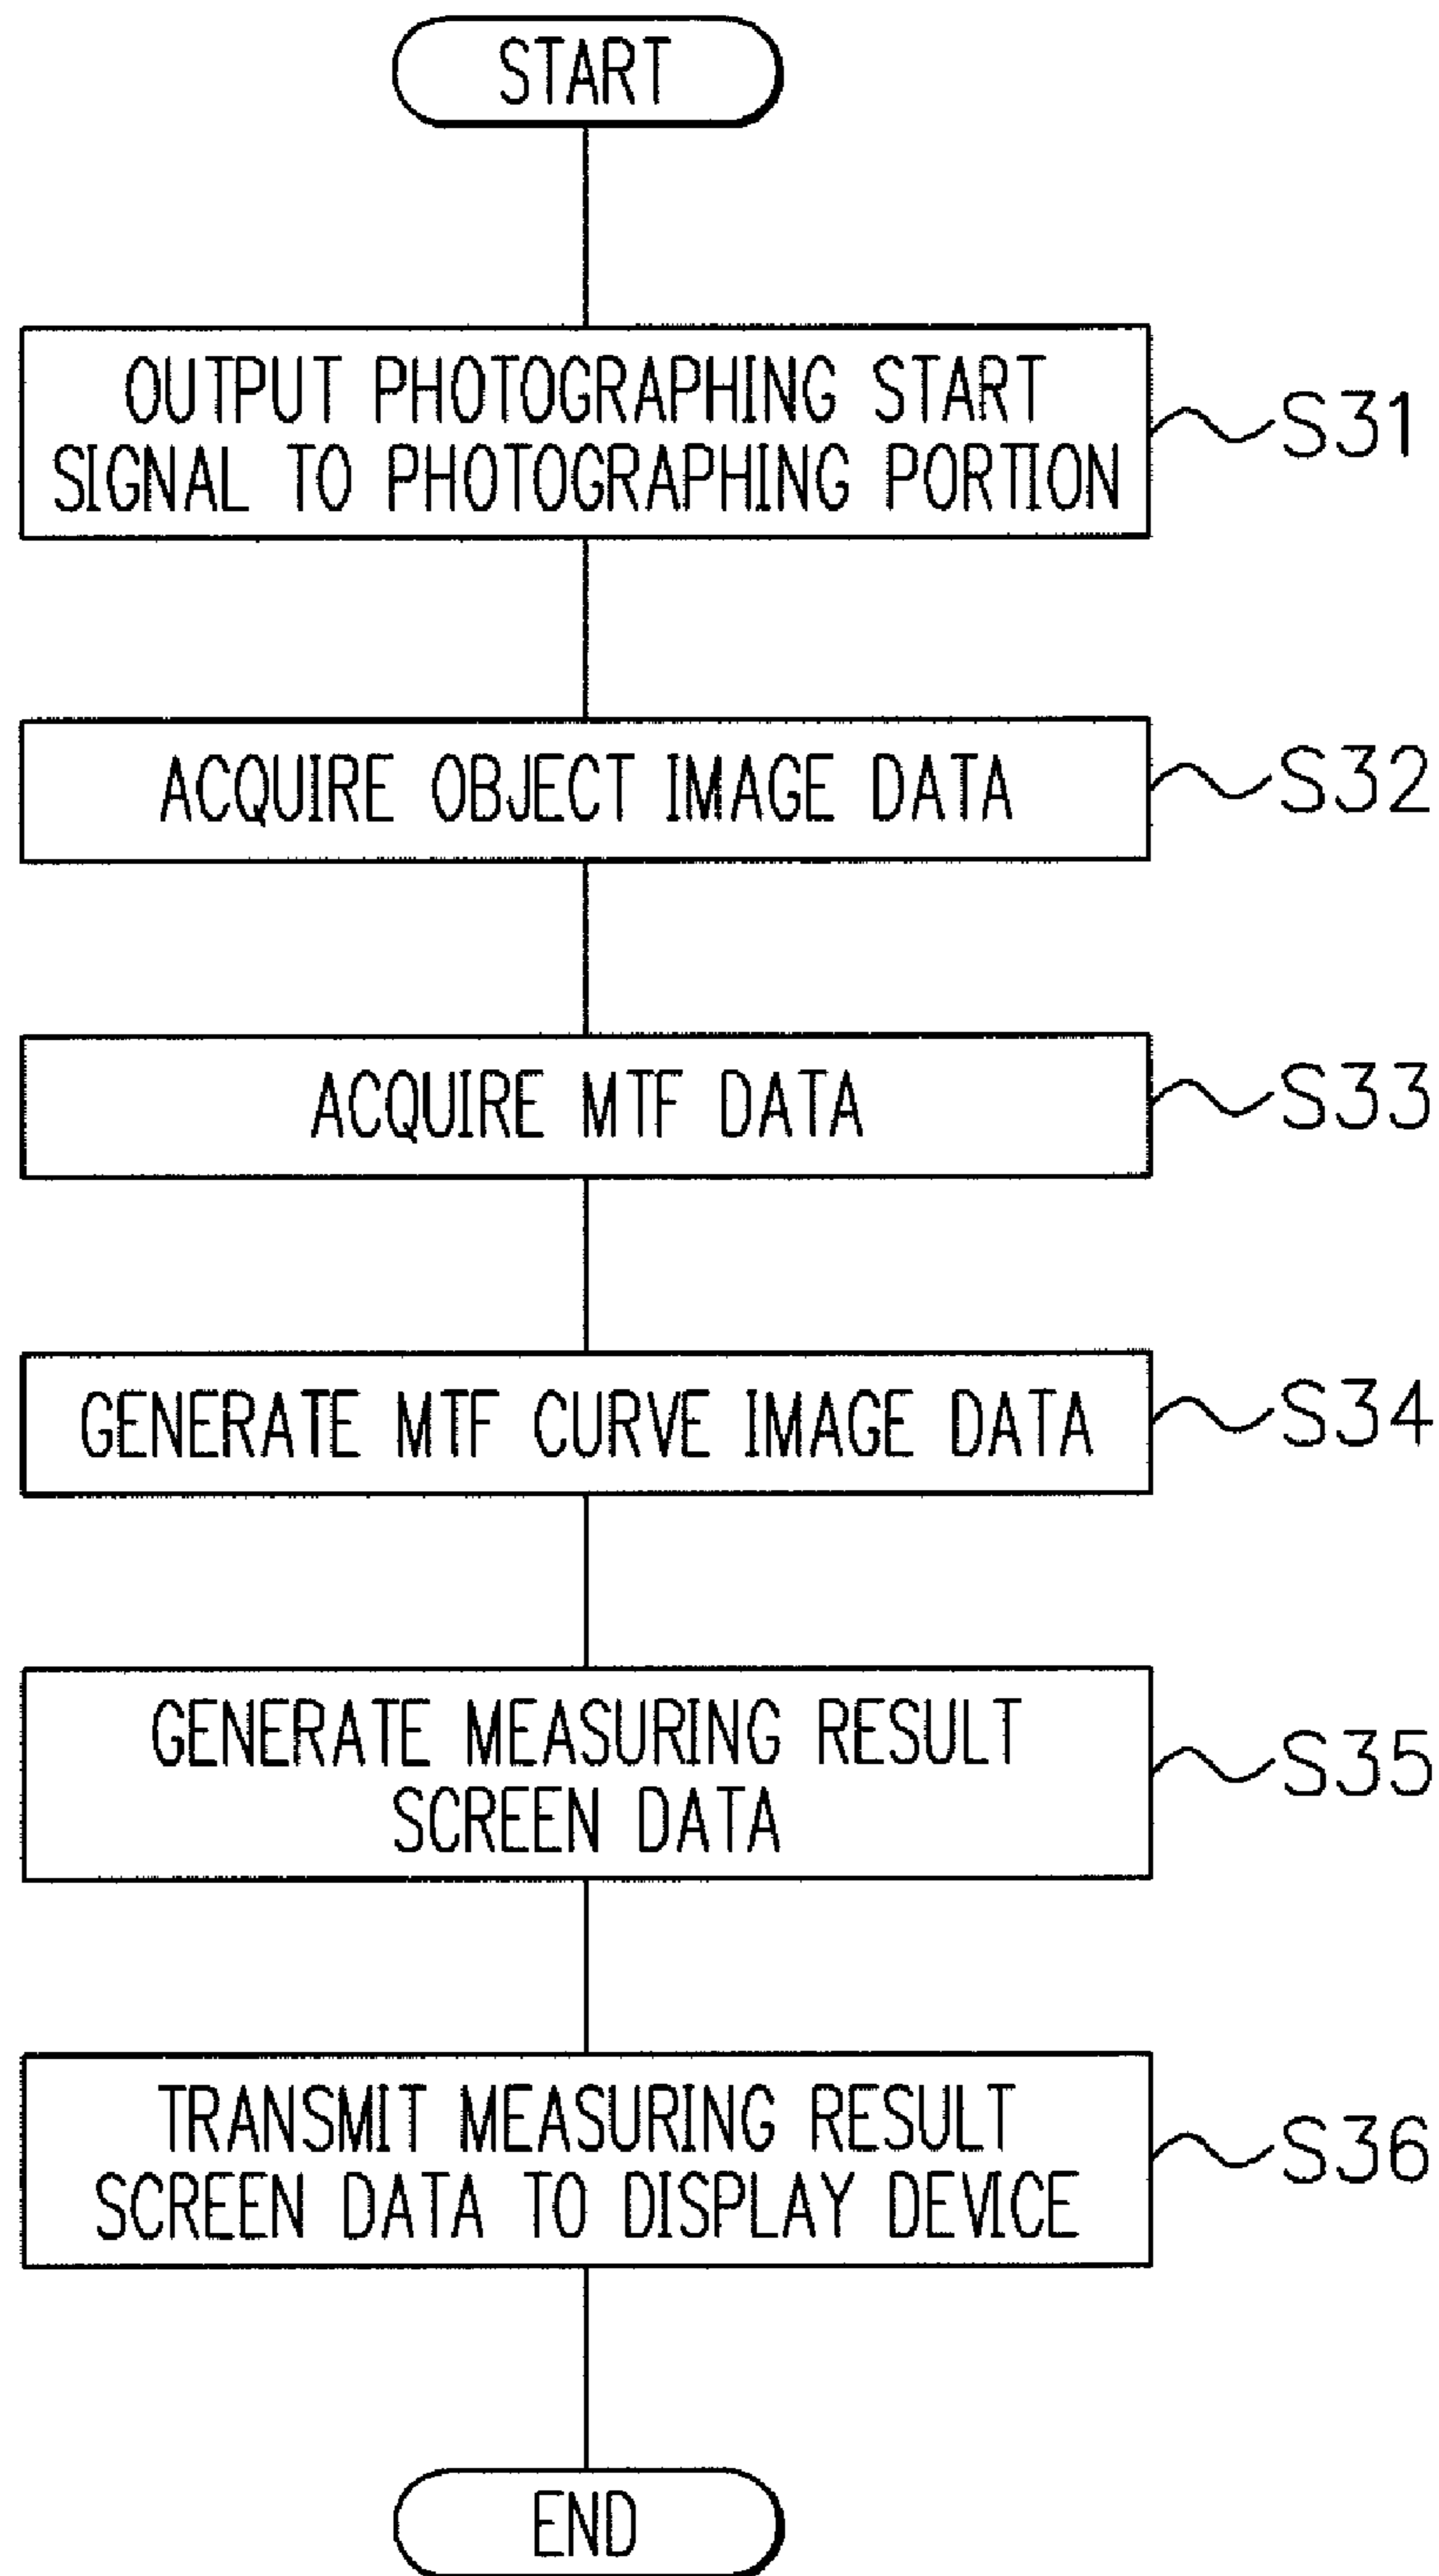 START
OUTPUT PHOTOGRAPHING START
SIGNAL TO PHOTOGRAPHING PORTION
S31
ACQUIRE OBJECT IMAGE DATA
S32
ACQUIRE MTF DATA
S33
GENERATE MTF CURVE IMAGE DATA
S34
GENERATE MEASURING RESULT
SCREEN DATA
S35
TRANSMIT MEASURING RESULT
SCREEN DATA TO DISPLAY DEVICE
S36
END